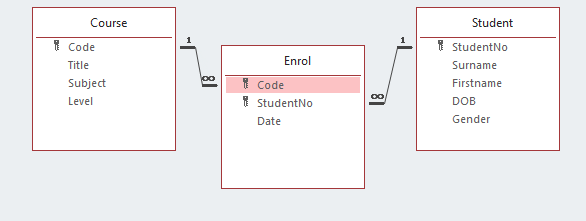 Course
Code
Title
Subject
Level
1
∞
Enrol
Code
StudentNo
Date
∞
1
Student
StudentNo
Surname
Firstname
DOB
Gender